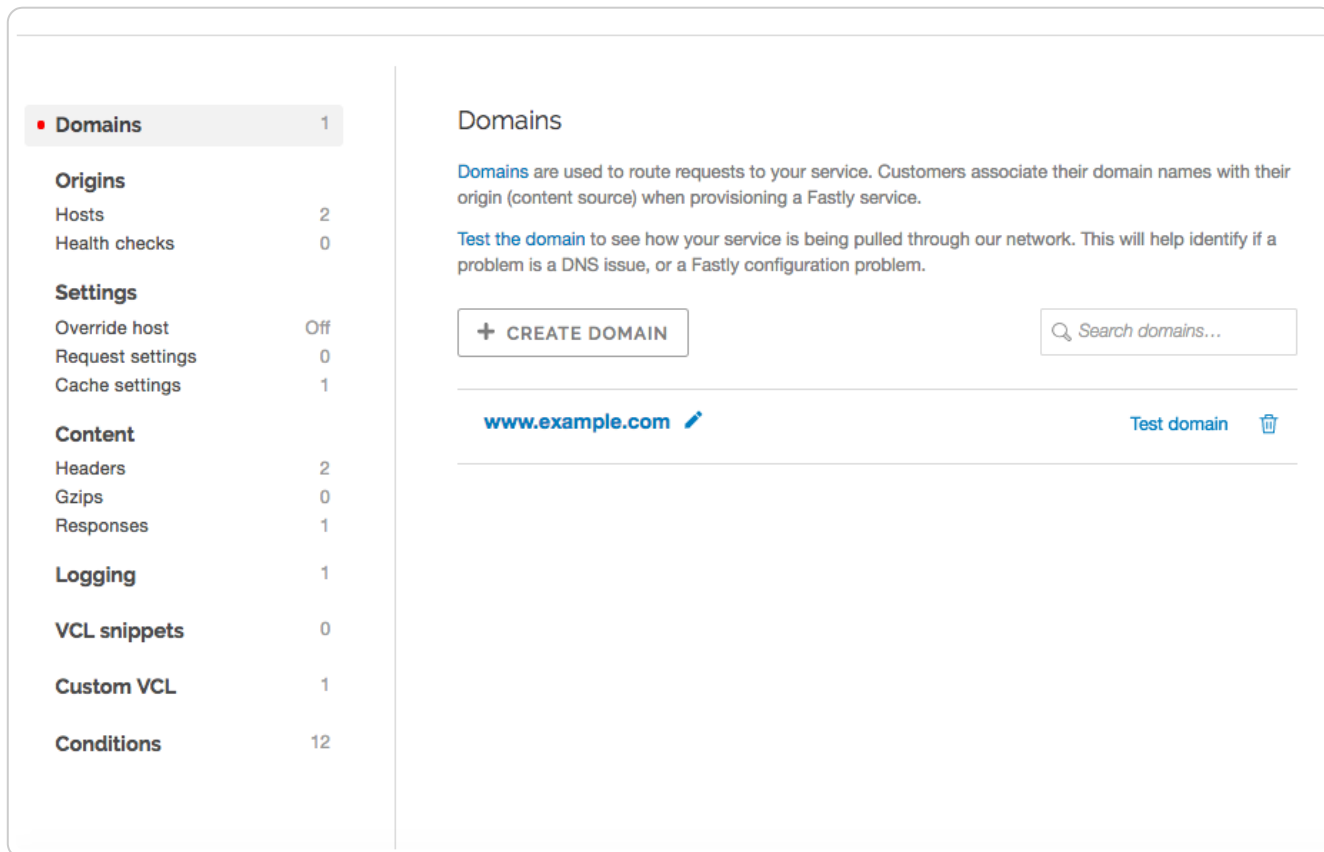 Domains 1
Origins
Hosts 2
Health checks 0
Settings
Override host Off
Request settings 0
Cache settings 1
Content
Headers 2
Gzips 0
Responses 1
Logging 1
VCL snippets 0
Custom VCL 1
Conditions 12
Domains
Domains are used to route requests to your service. Customers associate their domain names with their
origin (content source) when provisioning a Fastly service.
Test the domain to see how your service is being pulled through our network. This will help identify if a
problem is a DNS issue, or a Fastly configuration problem.
+ CREATE DOMAIN
Search domains...
www.example.com
Test domain